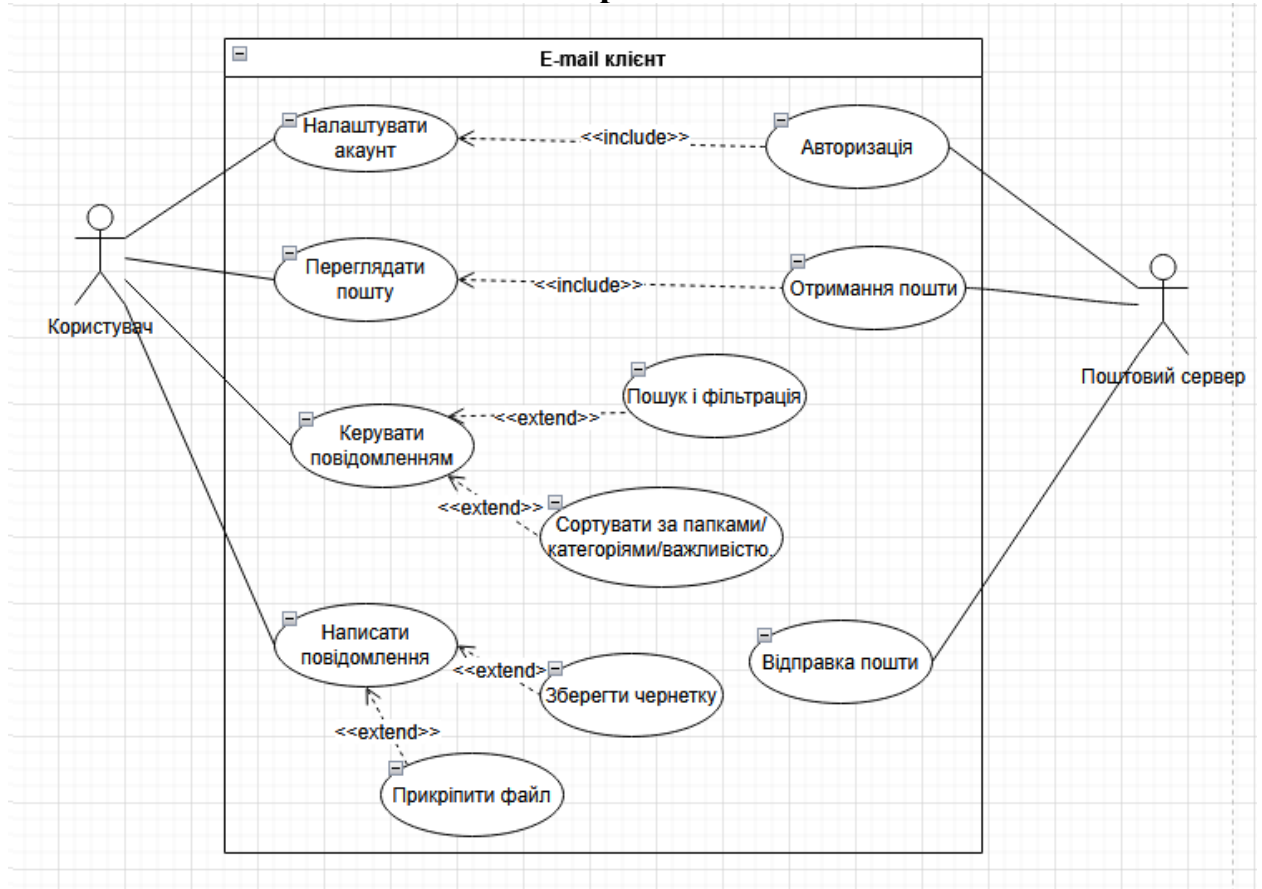 E-mail клієнт
Налаштувати
акаунт
<<include>>
Авторизація
Переглядати
пошту
<<include>>
Отримання пошти
Користувач
Поштовий сервер
Пошук і фільтрація
<<extend>>
Керувати
повідомленням
<<extend>>
Сортувати за папками/
категоріями/важливістю.
Написати
повідомлення
<<extend>
Зберегти чернетку
Відправка пошти
<<extend>>
Прикріпити файл